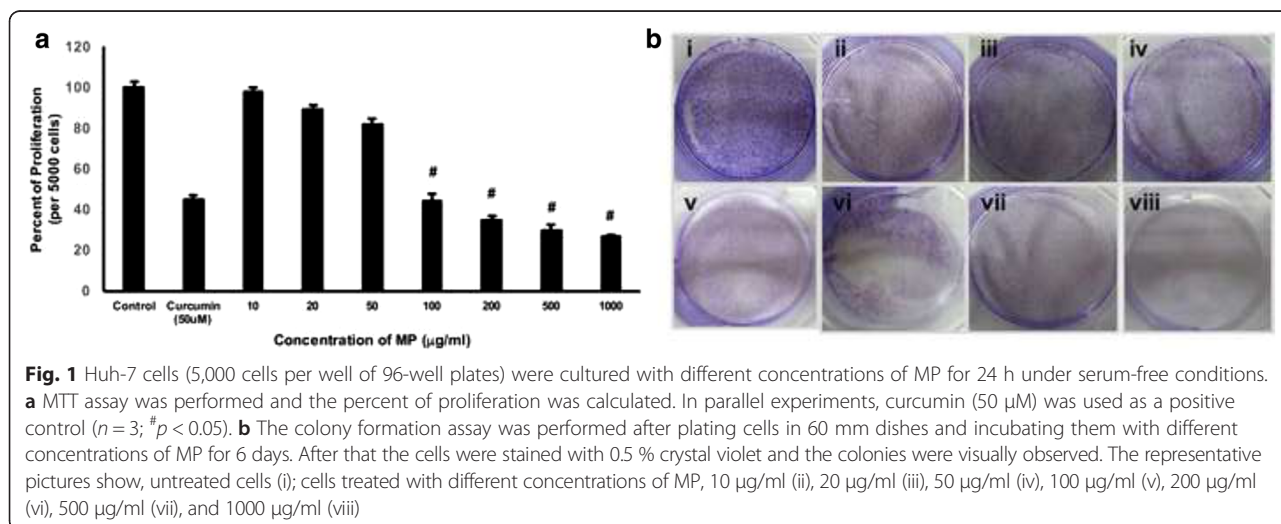 a
b
120
100
80
60
40
20
0
Percent of Proliferation
(per 5000 cells)
# # # #
Control Curcumin (50uM) 10 20 50 100 200 500 1000
Concentration of MP (µg/ml)
i ii iii iv
v vi vii viii
Fig. 1 Huh-7 cells (5,000 cells per well of 96-well plates) were cultured with different concentrations of MP for 24 h under serum-free conditions.
a MTT assay was performed and the percent of proliferation was calculated. In parallel experiments, curcumin (50 µM) was used as a positive
control (n = 3; #p < 0.05). b The colony formation assay was performed after plating cells in 60 mm dishes and incubating them with different
concentrations of MP for 6 days. After that the cells were stained with 0.5 % crystal violet and the colonies were visually observed. The representative
pictures show, untreated cells (i); cells treated with different concentrations of MP, 10 µg/ml (ii), 20 µg/ml (iii), 50 µg/ml (iv), 100 µg/ml (v), 200 µg/ml
(vi), 500 µg/ml (vii), and 1000 µg/ml (viii)